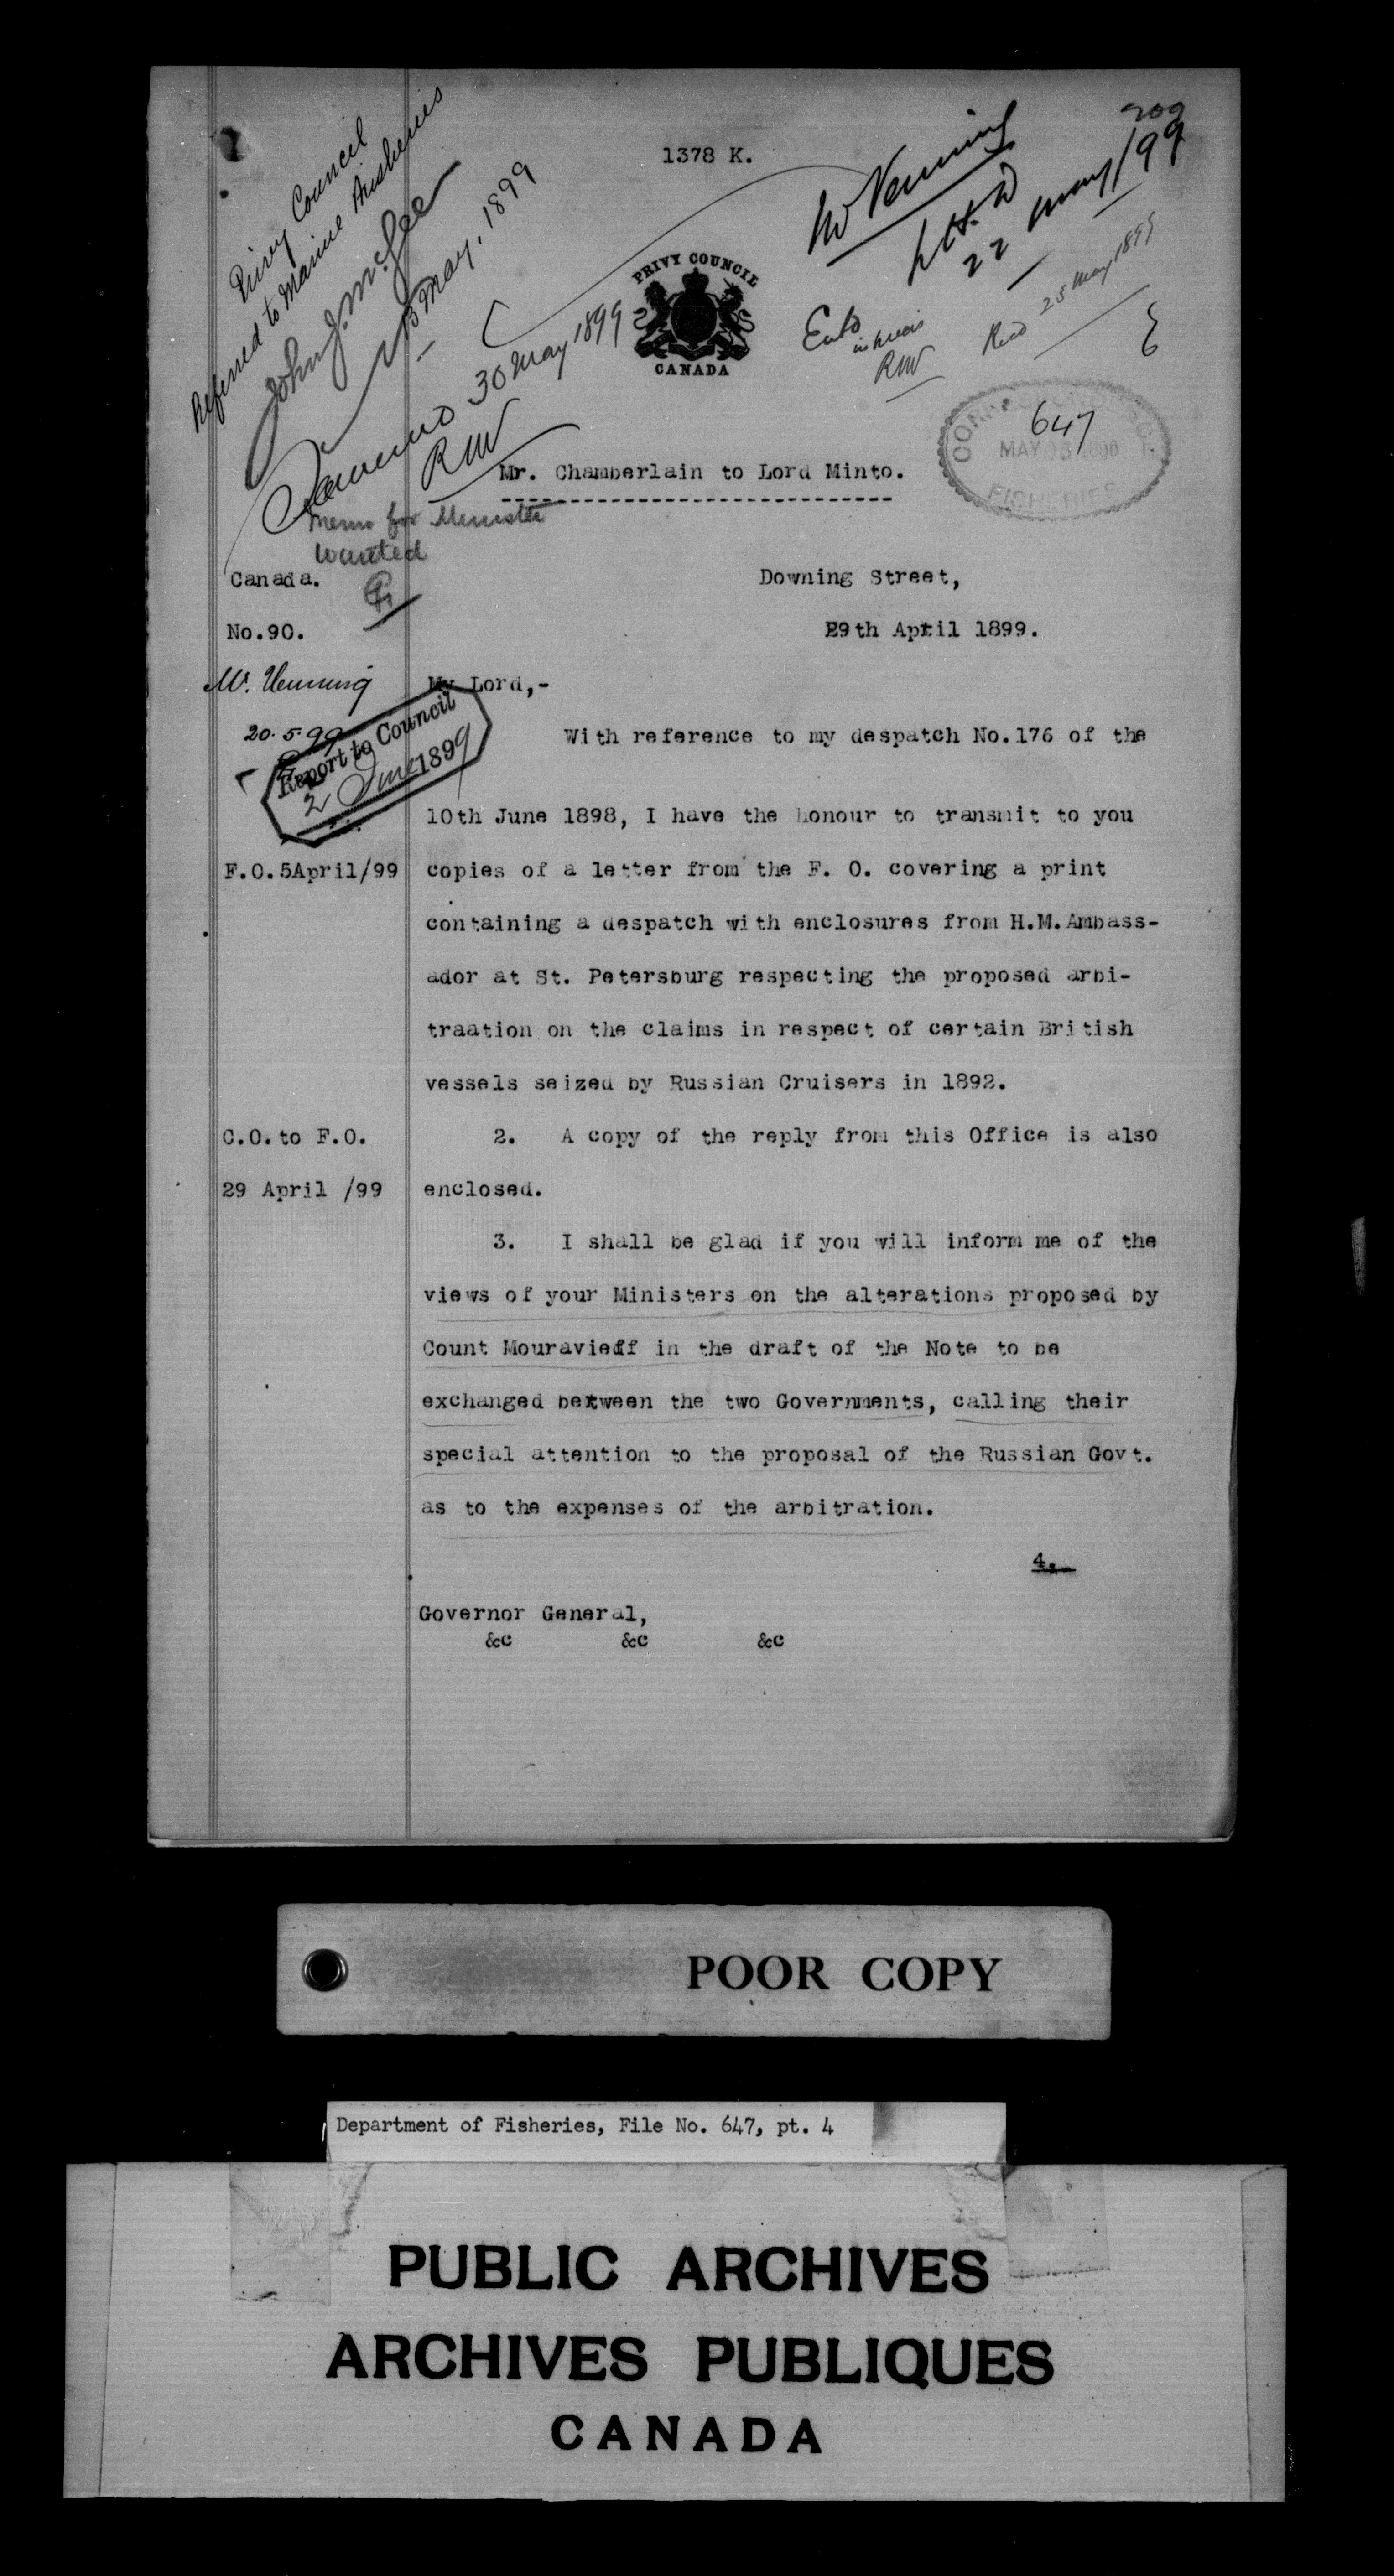 209
1378 K.
Privy Council
Referred to Marine & Fisheries
John J. McGee
May, 1899
Mr Venning
22 May/99
PRIVY COUNCIL
CANADA
30 May 1899
RW
Recd 23 May 1899
RW
CORRESPONDENCE
647
MAY
FISHERIES
Mr. Chamberlain to Lord Minto.
Memo for Minister
wanted
Canada.
Downing Street,
No.90.
29th April 1899.
Mr. Venning
My Lord,-
20.5.99
Report to Council
2 June 1899
With reference to my despatch No.176 of the
10th June 1898, I have the honour to transmit to you
F.O.5April/99
copies of a letter from the F. O. covering a print
containing a despatch with enclosures from H.M.Ambass-
ador at St. Petersburg respecting the proposed arbi-
traation on the claims in respect of certain British
vessels seized by Russian Cruisers in 1892.
C.O.to F.O.
2. A copy of the reply from this Office is also
29 April /99
enclosed.
3. I shall be glad if you will inform me of the
views of your Ministers on the alterations proposed by
Count Mouravieff in the draft of the Note to be
exchanged between the two Governments, calling their
special attention to the proposal of the Russian Govt.
as to the expenses of the arbitration.
4.
Governor General,
&c &c &c
POOR COPY
Department of Fisheries, File No. 647, pt. 4
PUBLIC ARCHIVES
ARCHIVES PUBLIQUES
CANADA